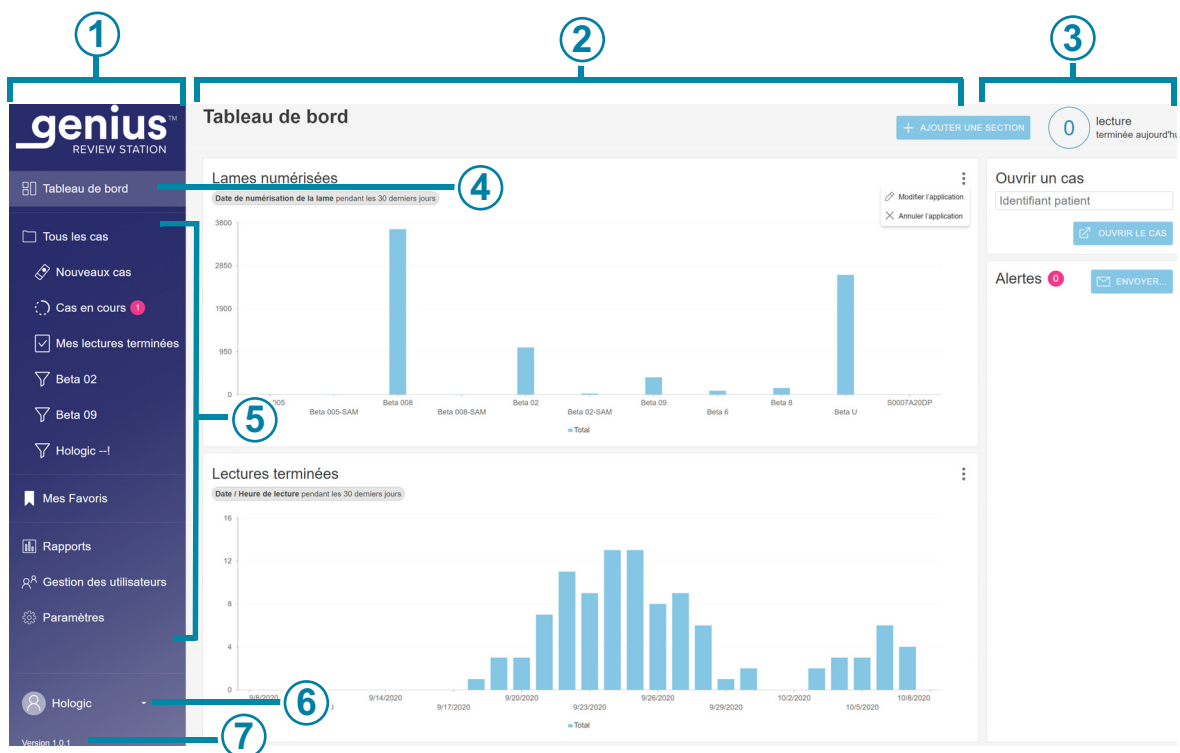 1
2
3
genius™
REVIEW STATION
Tableau de bord
Tous les cas
Nouveaux cas
Cas en cours 1
Mes lectures terminées
Beta 02
Beta 09
Hologic --!
Mes Favoris
Rapports
Gestion des utilisateurs
Paramètres
Hologic
Version 1.0.1
4
5
6
7
Tableau de bord
+ AJOUTER UNE SECTION
Lames numérisées
Date de numérisation de la lame pendant les 30 derniers jours
Modifier l'application
Annuler l'application
3800
2850
1900
950
0
005
Beta 005-SAM
Beta 008
Beta 008-SAM
Beta 02
Beta 02-SAM
Beta 09
Beta 6
Beta 8
Beta U
S0007A20DP
Total
Lectures terminées
Date / Heure de lecture pendant les 30 derniers jours
16
12
8
4
0
9/8/2020
9/14/2020
9/17/2020
9/20/2020
9/23/2020
9/26/2020
9/29/2020
10/2/2020
10/5/2020
10/8/2020
Total
0
lecture
terminée aujourd'hu
Ouvrir un cas
Identifiant patient
OUVRIR LE CAS
Alertes 0
ENVOYER...